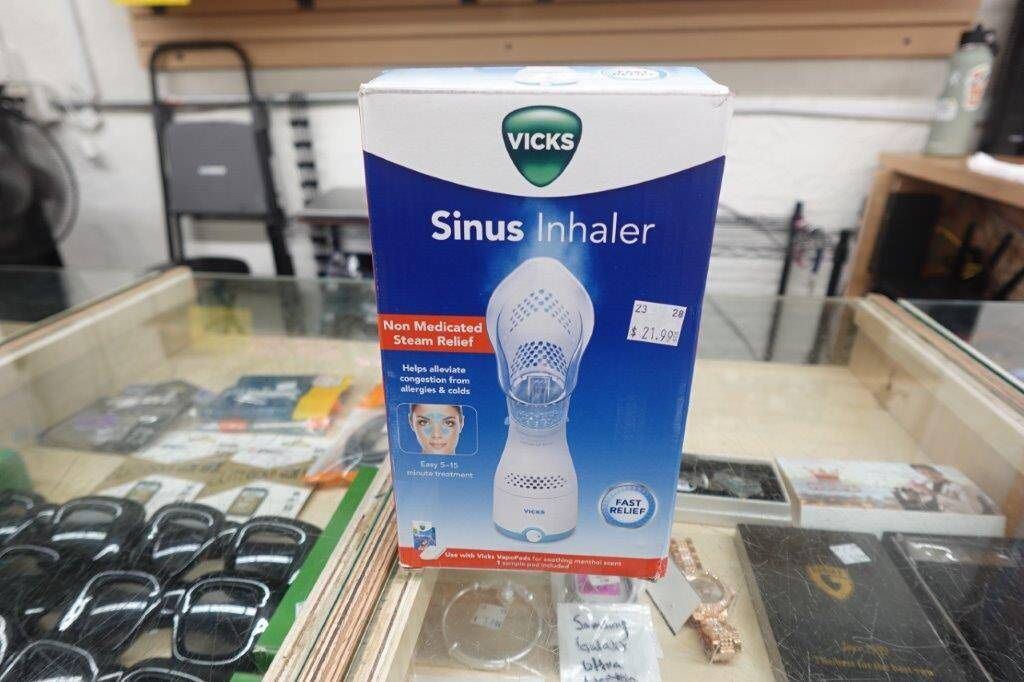 VICKS
Sinus Inhaler
23 28
$ 21.99
Non Medicated
Steam Relief
Helps alleviate
congestion from
allergies & colds
Easy 5-15
minute treatment
VICKS
FAST
RELIEF
Use with Vicks VapoPads for soothing menthol scent
1 sample pad included
Samsung
Galaxy
Ultra